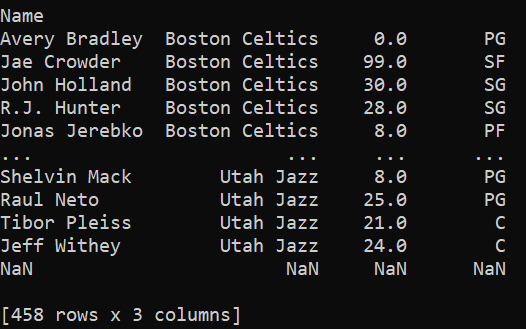 Name
Avery Bradley  Boston Celtics     0.0       PG
Jae Crowder    Boston Celtics    99.0       SF
John Holland   Boston Celtics    30.0       SG
R.J. Hunter    Boston Celtics    28.0       SG
Jonas Jerebko  Boston Celtics     8.0       PF
...                       ...     ...      ...
Shelvin Mack        Utah Jazz     8.0       PG
Raul Neto           Utah Jazz    25.0       PG
Tibor Pleiss        Utah Jazz    21.0        C
Jeff Withey         Utah Jazz    24.0        C
NaN                       NaN     NaN      NaN
[458 rows x 3 columns]